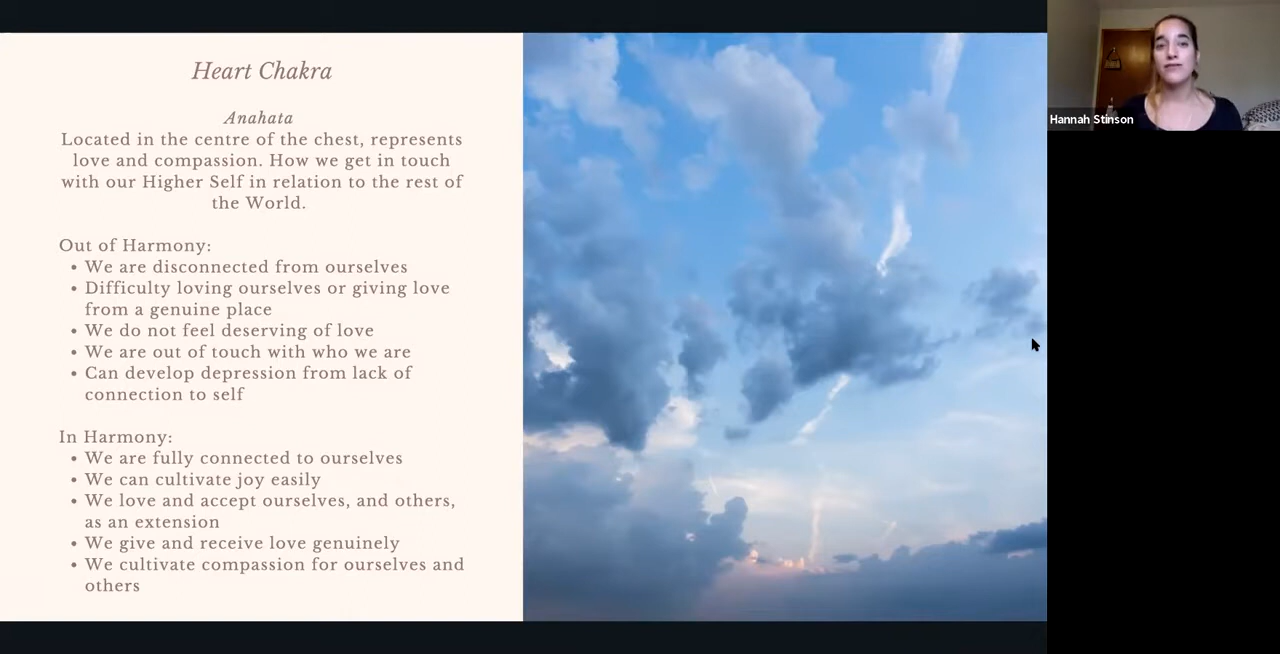 Heart Chakra
Anahata
Located in the centre of the chest, represents
love and compassion. How we get in touch
with our Higher Self in relation to the rest of
the World.
Out of Harmony:
• We are disconnected from ourselves
• Difficulty loving ourselves or giving love
from a genuine place
• We do not feel deserving of love
• We are out of touch with who we are
• Can develop depression from lack of
connection to self
In Harmony:
• We are fully connected to ourselves
• We can cultivate joy easily
• We love and accept ourselves, and others,
as an extension
• We give and receive love genuinely
• We cultivate compassion for ourselves and
others
Hannah Stinson